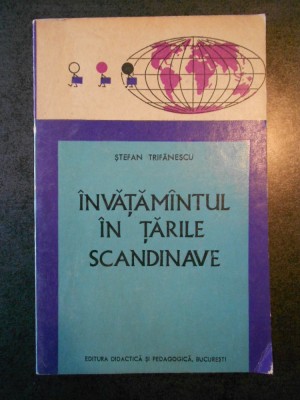 ȘTEFAN TRIFĂNESCU
ÎNVĂȚĂMÎNTUL
ÎN ȚĂRILE
SCANDINAVE
EDITURA DIDACTICĂ ȘI PEDAGOGICĂ, BUCUREȘTI